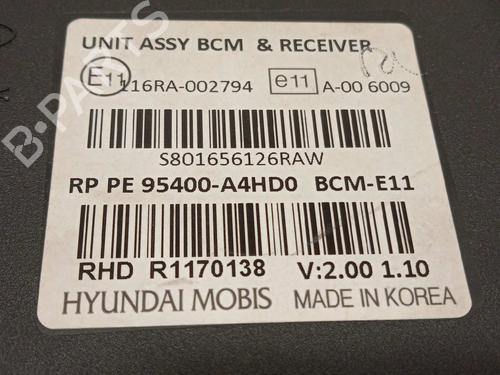 UNIT ASSY BCM & RECEIVER
E11 116RA-002794 e11 A-00 6009
S801656126RAW
RP PE 95400-A4HD0 BCM-E11
RHD R1170138 V:2.00 1.10
HYUNDAI MOBIS MADE IN KOREA
B-PARTS